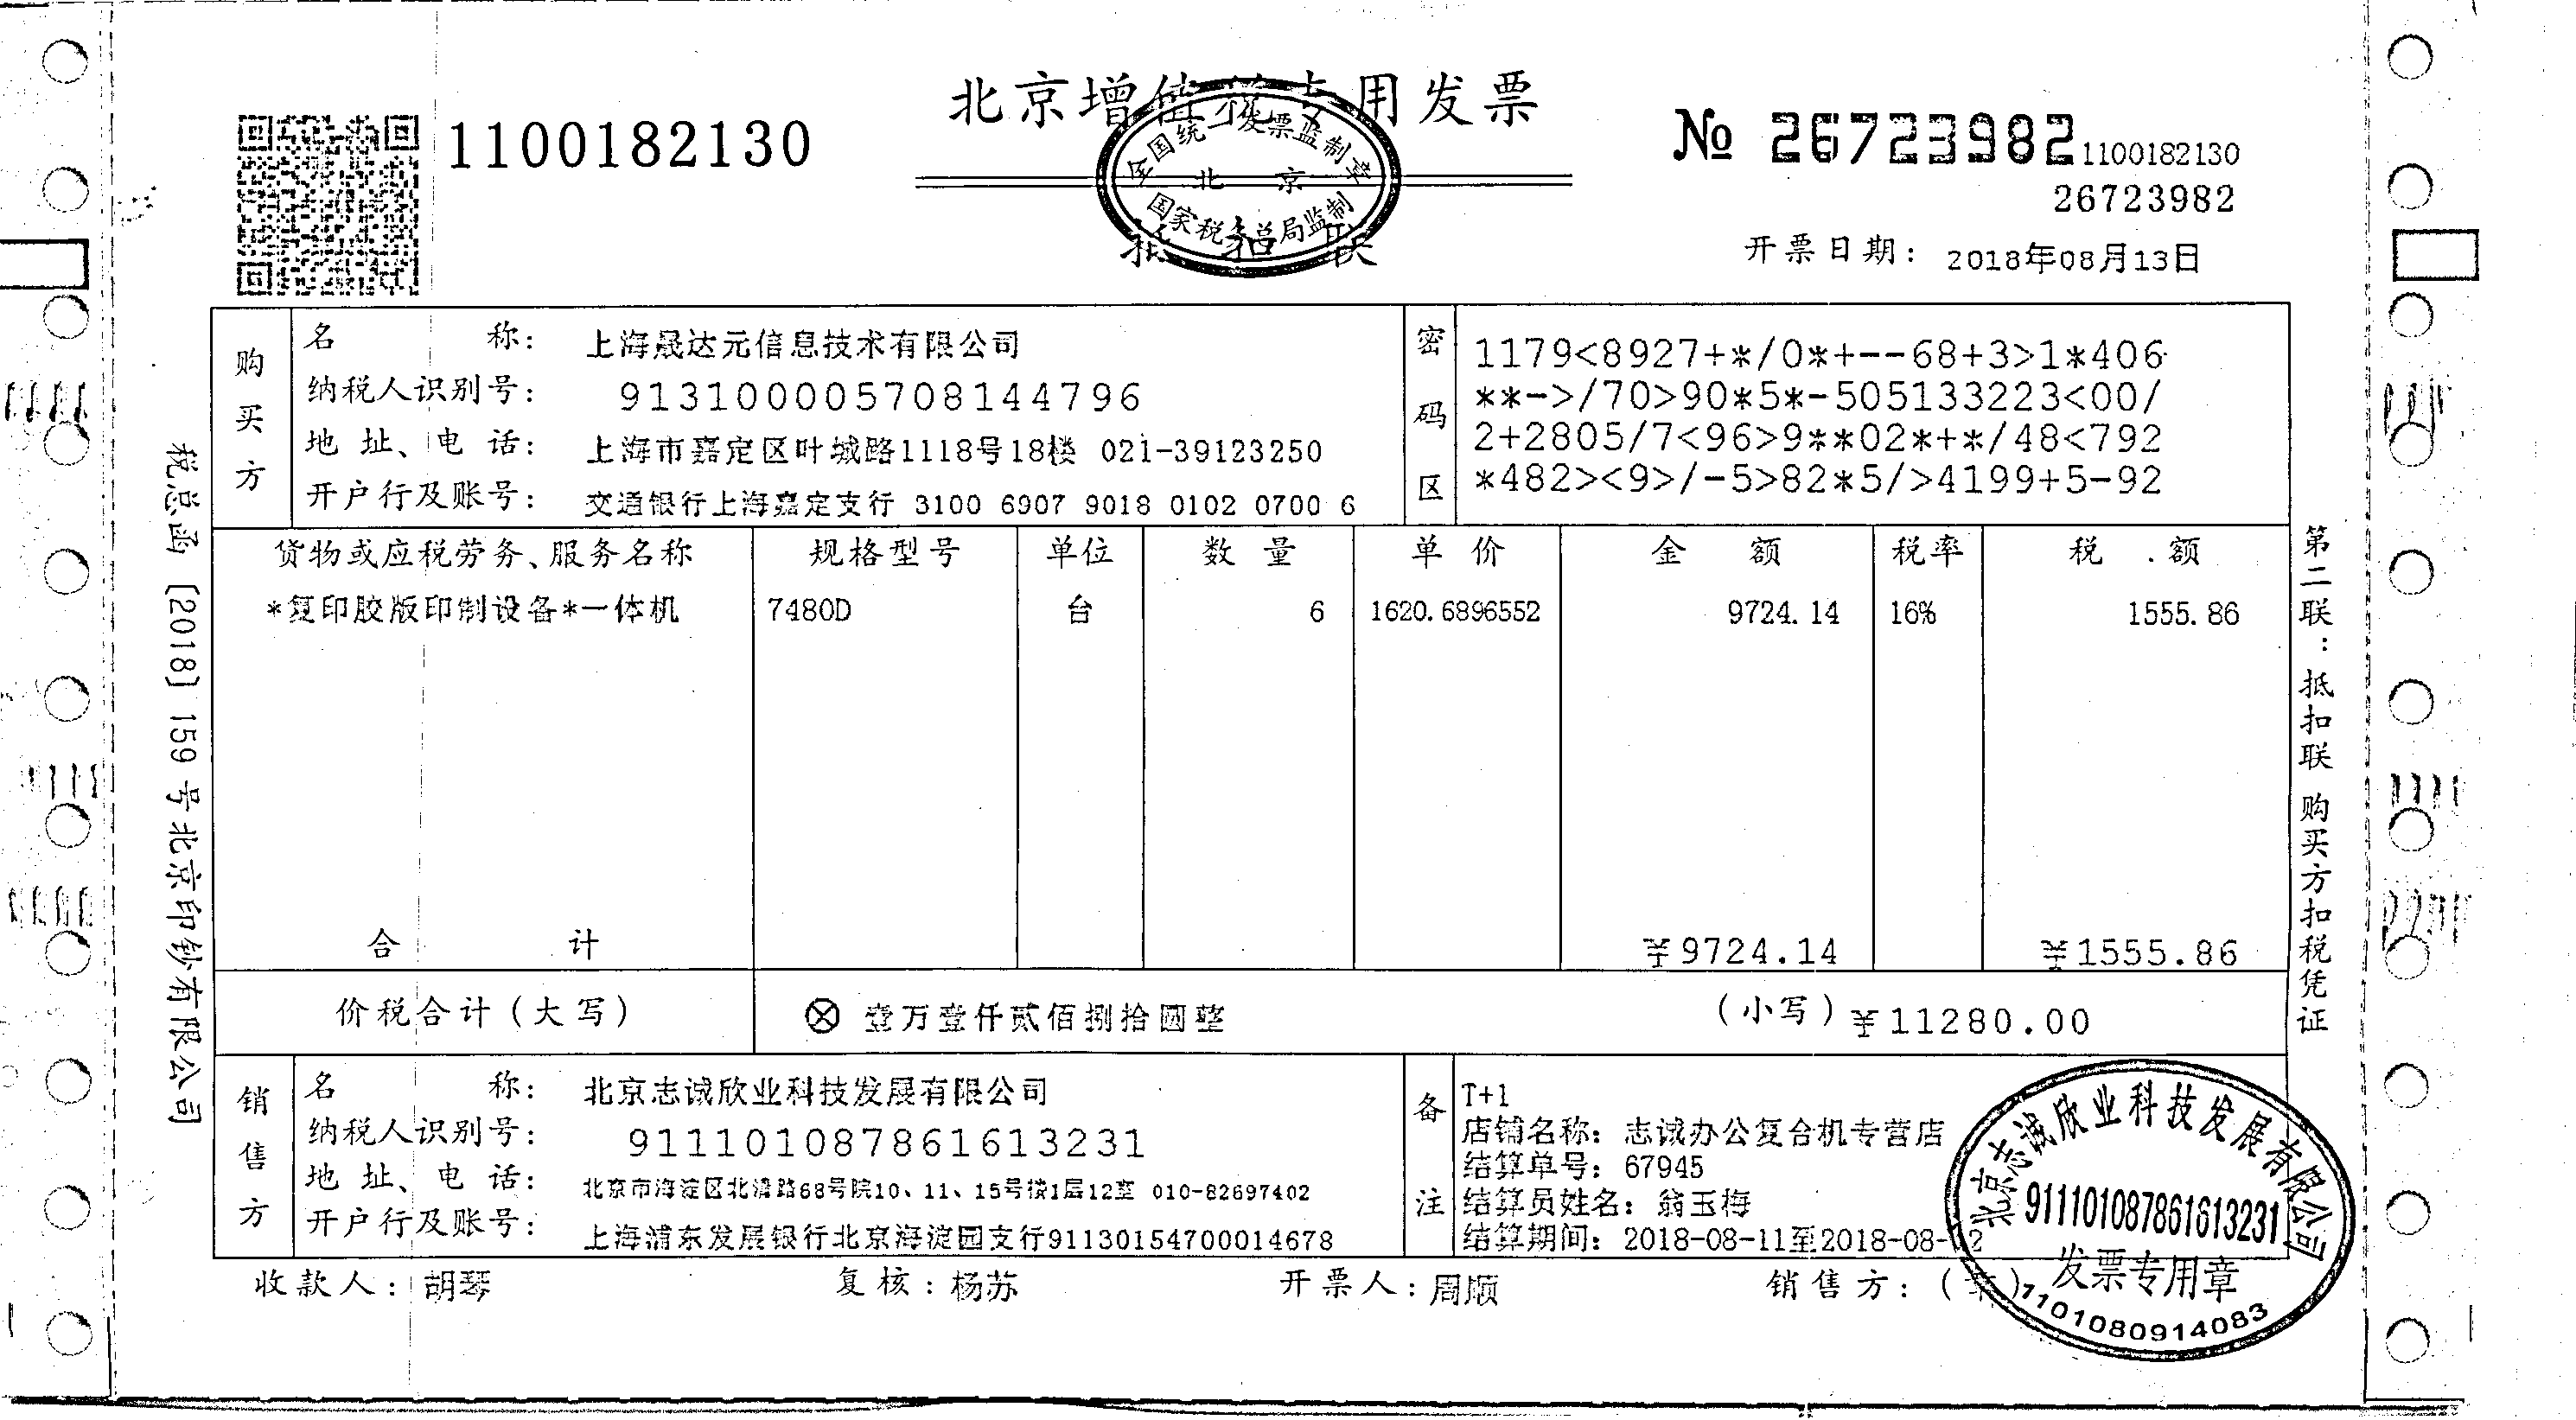 北京增值税专用发票
1100182130
№ 26723982
1100182130
26723982
全国统一发票监制章
北京
国家税务总局监制
抵扣联
开票日期: 2018年08月13日
税总函〔2018〕159号北京印钞有限公司
第二联:抵扣联 购买方扣税凭证
购买方
名 称: 上海晟达元信息技术有限公司
纳税人识别号: 913100005708144796
地 址、电 话: 上海市嘉定区叶城路1118号18楼 021-39123250
开户行及账号: 交通银行上海嘉定支行 3100 6907 9018 0102 0700 6
密码区
1179<8927+*/0*+--68+3>1*406
**->/70>90*5*-505133223<00/
2+2805/7<96>9**02*+*/48<792
*482><9>/-5>82*5/>4199+5-92
货物或应税劳务、服务名称 规格型号 单位 数 量 单 价 金 额 税率 税 额
*复印胶版印制设备*一体机 7480D 台 6 1620.6896552 9724.14 16% 1555.86
合 计 ¥9724.14 ¥1555.86
价税合计(大写) ⊗ 壹万壹仟贰佰捌拾圆整 (小写) ¥11280.00
销售方
名 称: 北京志诚欣业科技发展有限公司
纳税人识别号: 911101087861613231
地 址、电 话: 北京市海淀区北清路68号院10、11、15号楼1层12室 010-82697402
开户行及账号: 上海浦东发展银行北京海淀园支行91130154700014678
备注
T+1
店铺名称: 志诚办公复合机专营店
结算单号: 67945
结算员姓名: 翁玉梅
结算期间: 2018-08-11至2018-08-12
收款人: 胡琴 复核: 杨苏 开票人: 周顺 销售方: (章)
北京志诚欣业科技发展有限公司
911101087861613231
发票专用章
1101080914083